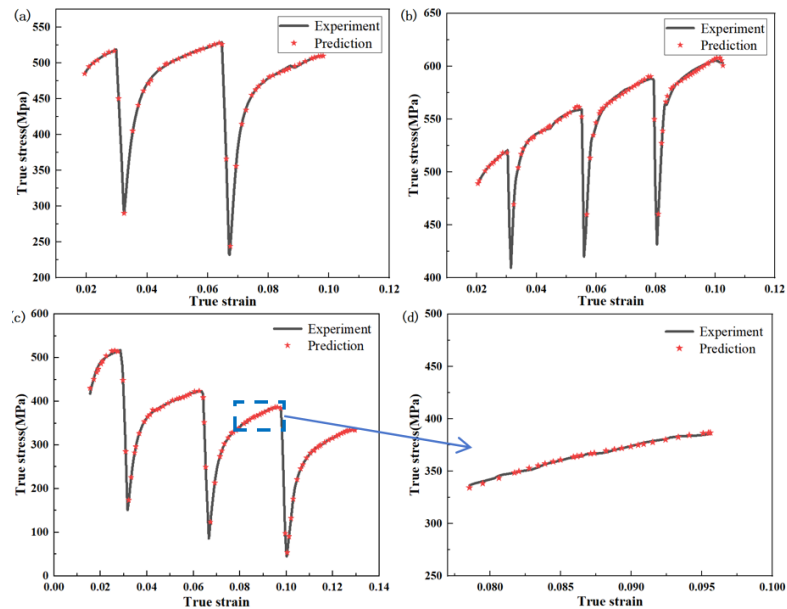 (a)
Experiment
Prediction
True stress(Mpa)
550
500
450
400
350
300
250
200
0.02
0.04
0.06
0.08
0.10
0.12
True strain
(b)
Experiment
Prediction
True stress(MPa)
650
600
550
500
450
400
0.02
0.04
0.06
0.08
0.10
0.12
True strain
(c)
Experiment
Prediction
True stress(MPa)
600
500
400
300
200
100
0
0.00
0.02
0.04
0.06
0.08
0.10
0.12
0.14
True strain
(d)
Experiment
Prediction
True stress(MPa)
500
450
400
350
300
250
0.080
0.085
0.090
0.095
0.100
True strain